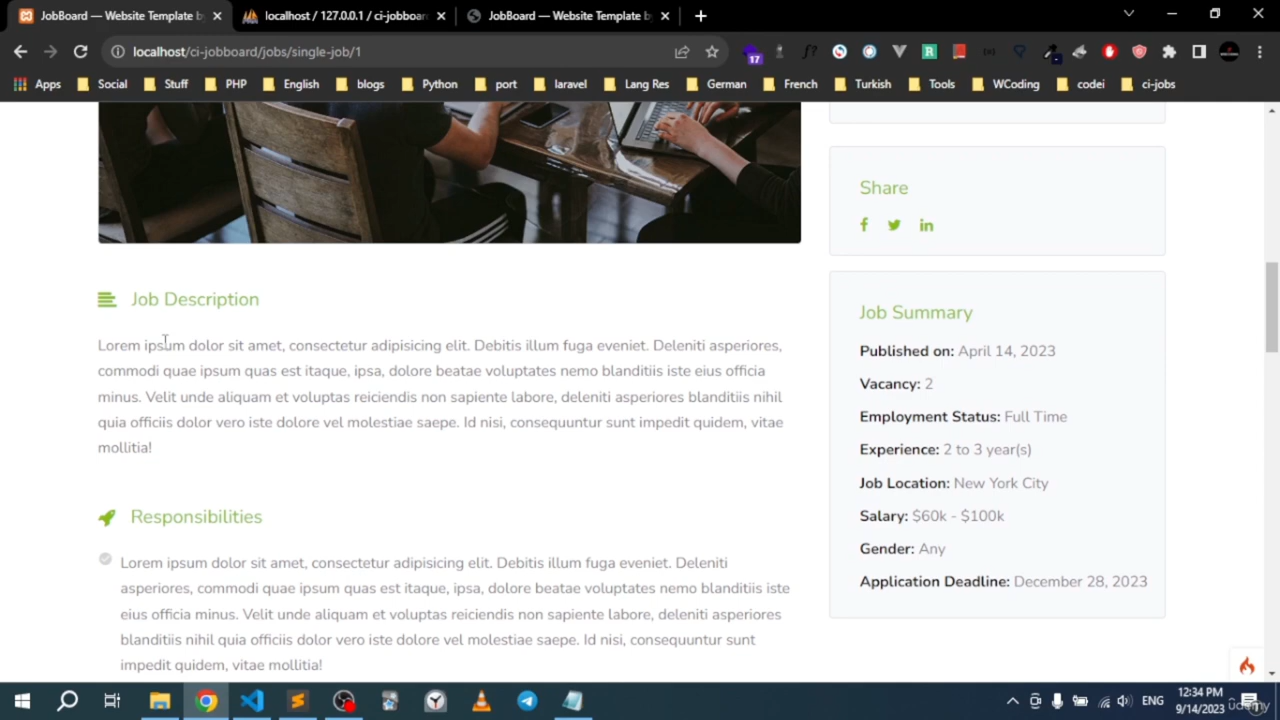 JobBoard — Website Template by
localhost / 127.0.0.1 / ci-jobboard
JobBoard — Website Template by
localhost/ci-jobboard/jobs/single-job/1
17
Apps
Social
Stuff
PHP
English
blogs
Python
port
laravel
Lang Res
German
French
Turkish
Tools
WCoding
codei
ci-jobs
Share
Job Description
Lorem ipsum dolor sit amet, consectetur adipisicing elit. Debitis illum fuga eveniet. Deleniti asperiores,
commodi quae ipsum quas est itaque, ipsa, dolore beatae voluptates nemo blanditiis iste eius officia
minus. Velit unde aliquam et voluptas reiciendis non sapiente labore, deleniti asperiores blanditiis nihil
quia officiis dolor vero iste dolore vel molestiae saepe. Id nisi, consequuntur sunt impedit quidem, vitae
mollitia!
Responsibilities
Lorem ipsum dolor sit amet, consectetur adipisicing elit. Debitis illum fuga eveniet. Deleniti
asperiores, commodi quae ipsum quas est itaque, ipsa, dolore beatae voluptates nemo blanditiis iste
eius officia minus. Velit unde aliquam et voluptas reiciendis non sapiente labore, deleniti asperiores
blanditiis nihil quia officiis dolor vero iste dolore vel molestiae saepe. Id nisi, consequuntur sunt
impedit quidem, vitae mollitia!
Job Summary
Published on: April 14, 2023
Vacancy: 2
Employment Status: Full Time
Experience: 2 to 3 year(s)
Job Location: New York City
Salary: $60k - $100k
Gender: Any
Application Deadline: December 28, 2023
ENG
12:34 PM
9/14/2023
udemy